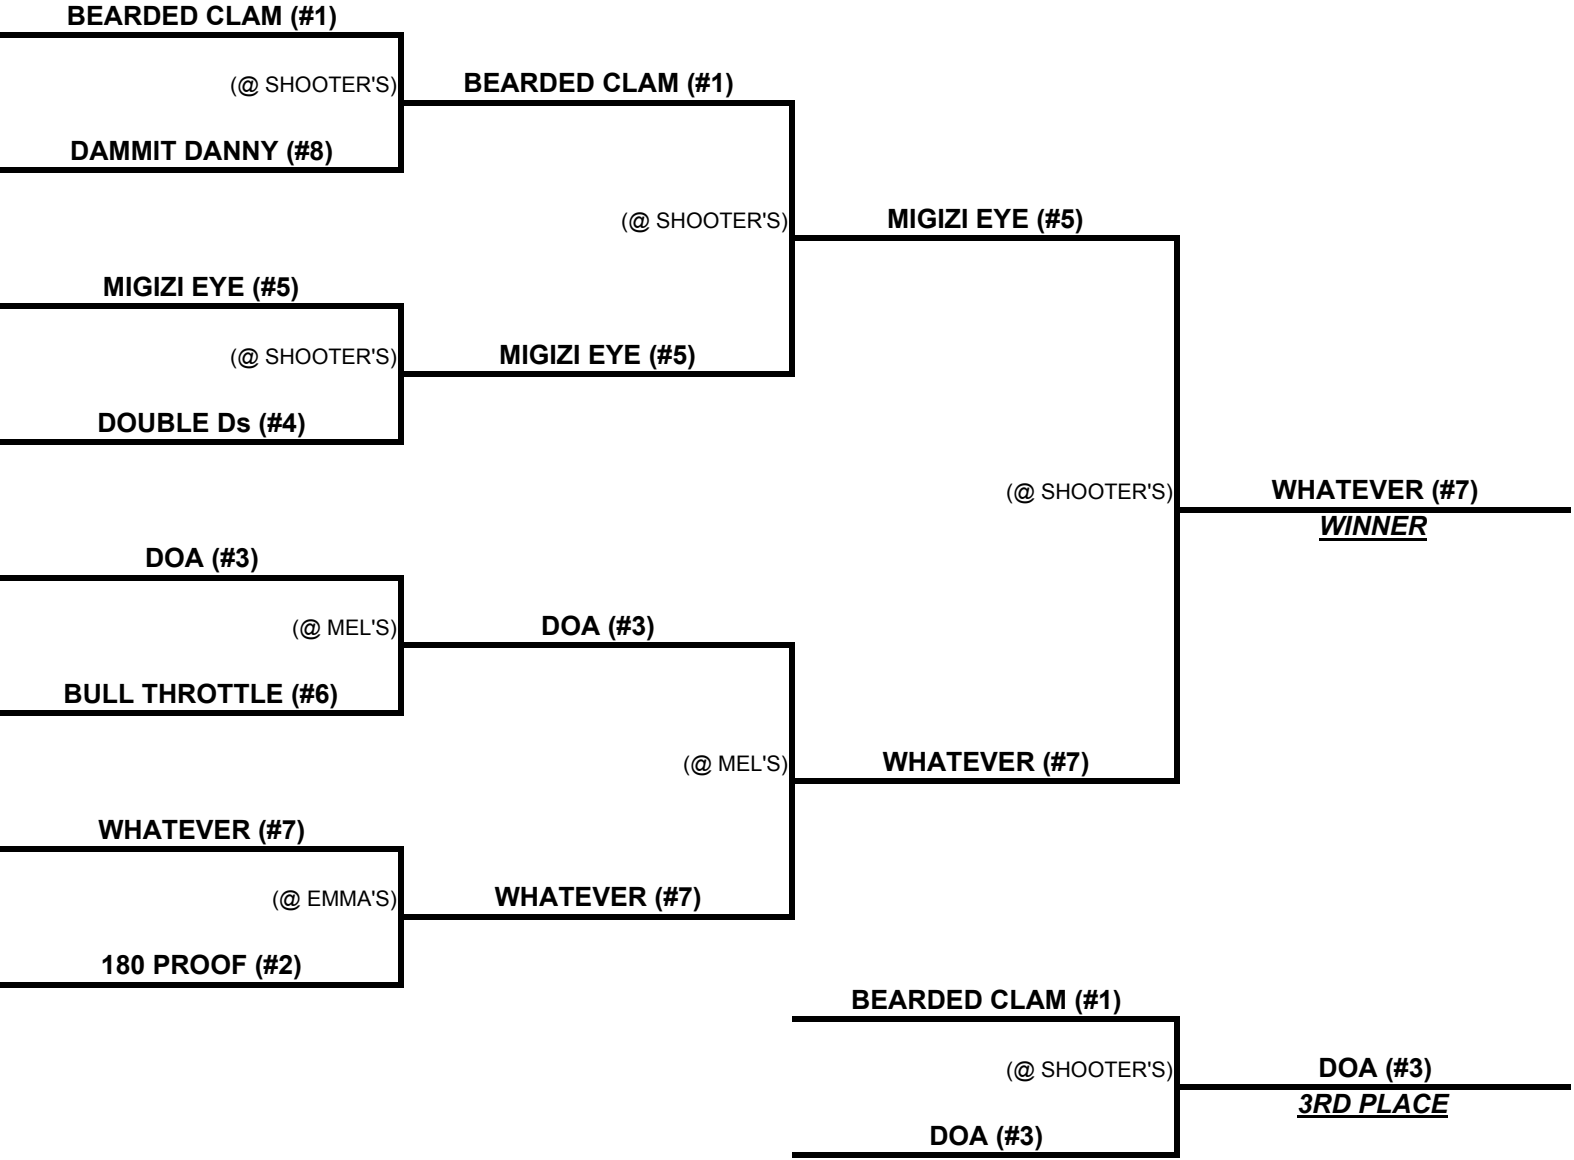 BEARDED CLAM (#1)
(@ SHOOTER'S)
BEARDED CLAM (#1)
DAMMIT DANNY (#8)
(@ SHOOTER'S)
MIGIZI EYE (#5)
MIGIZI EYE (#5)
(@ SHOOTER'S)
MIGIZI EYE (#5)
DOUBLE Ds (#4)
(@ SHOOTER'S)
WHATEVER (#7)
WINNER
DOA (#3)
(@ MEL'S)
DOA (#3)
BULL THROTTLE (#6)
(@ MEL'S)
WHATEVER (#7)
WHATEVER (#7)
(@ EMMA'S)
WHATEVER (#7)
180 PROOF (#2)
BEARDED CLAM (#1)
(@ SHOOTER'S)
DOA (#3)
3RD PLACE
DOA (#3)